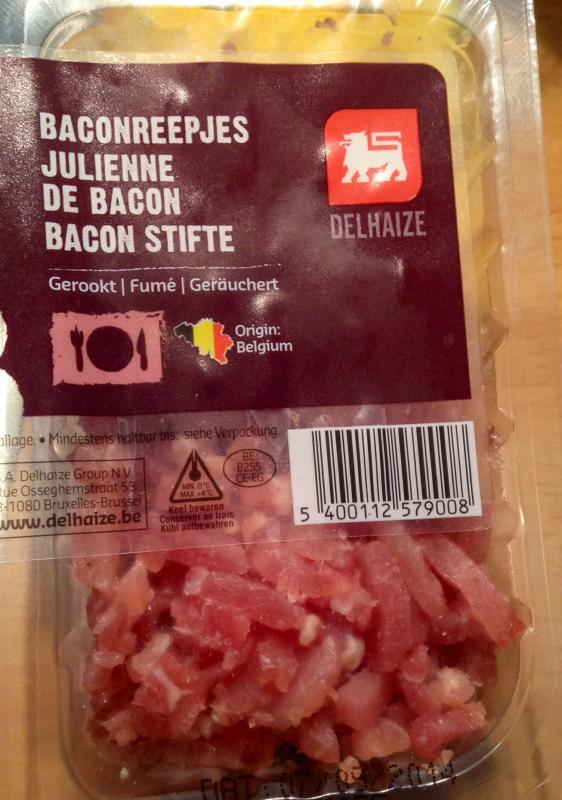 BACONREEPJES
JULIENNE
DE BACON
BACON STIFTE
DELHAIZE
Gerookt | Fumé | Geräuchert
Origin:
Belgium
• Mindestens haltbar bis: siehe Verpackung.
Delhaize Group N.V.
Rue Osseghemstraat 53
B-1080 Bruxelles-Brussel
www.delhaize.be
MIN 0°C
MAX +4°C
Koel bewaren
Conserver au frais
Kühl aufbewahren
BE
B255
CE-EG
5 400112 579008